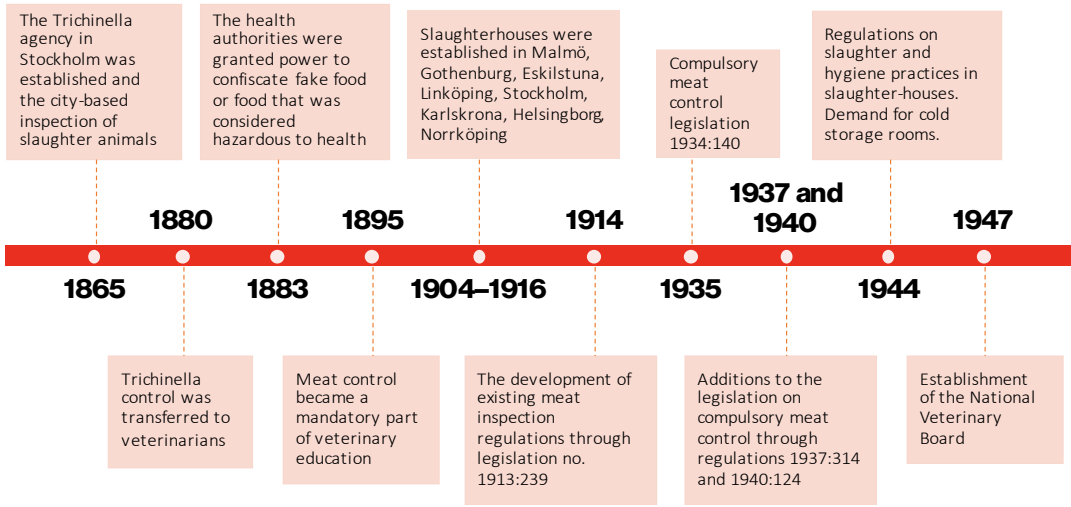 The Trichinella
agency in
Stockholm was
established and
the city-based
inspection of
slaughter animals
The health
authorities were
granted power to
confiscate fake food
or food that was
considered
hazardous to health
Slaughterhouses were
established in Malmö,
Gothenburg, Eskilstuna,
Linköping, Stockholm,
Karlskrona, Helsingborg,
Norrköping
Compulsory
meat
control
legislation
1934:140
Regulations on
slaughter and
hygiene practices in
slaughter-houses.
Demand for cold
storage rooms.
1880
1895
1914
1937 and
1940
1947
1865
1883
1904–1916
1935
1944
Trichinella
control was
transferred to
veterinarians
Meat control
became a
mandatory part
of veterinary
education
The development of
existing meat
inspection
regulations through
legislation no.
1913:239
Additions to the
legislation on
compulsory meat
control through
regulations 1937:314
and 1940:124
Establishment
of the National
Veterinary
Board